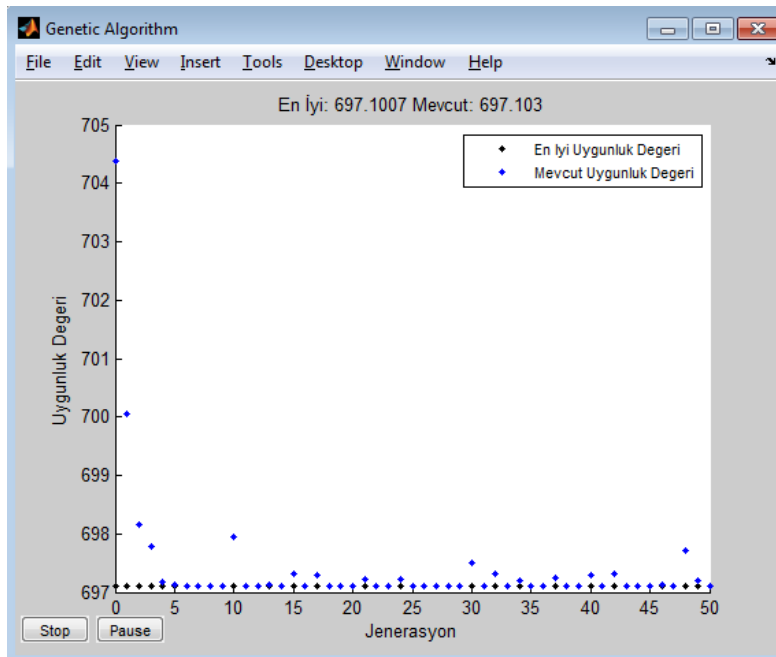 Genetic Algorithm
File Edit View Insert Tools Desktop Window Help
En İyi: 697.1007 Mevcut: 697.103
En Iyi Uygunluk Degeri
Mevcut Uygunluk Degeri
Uygunluk Degeri
705
704
703
702
701
700
699
698
697
0 5 10 15 20 25 30 35 40 45 50
Jenerasyon
Stop Pause